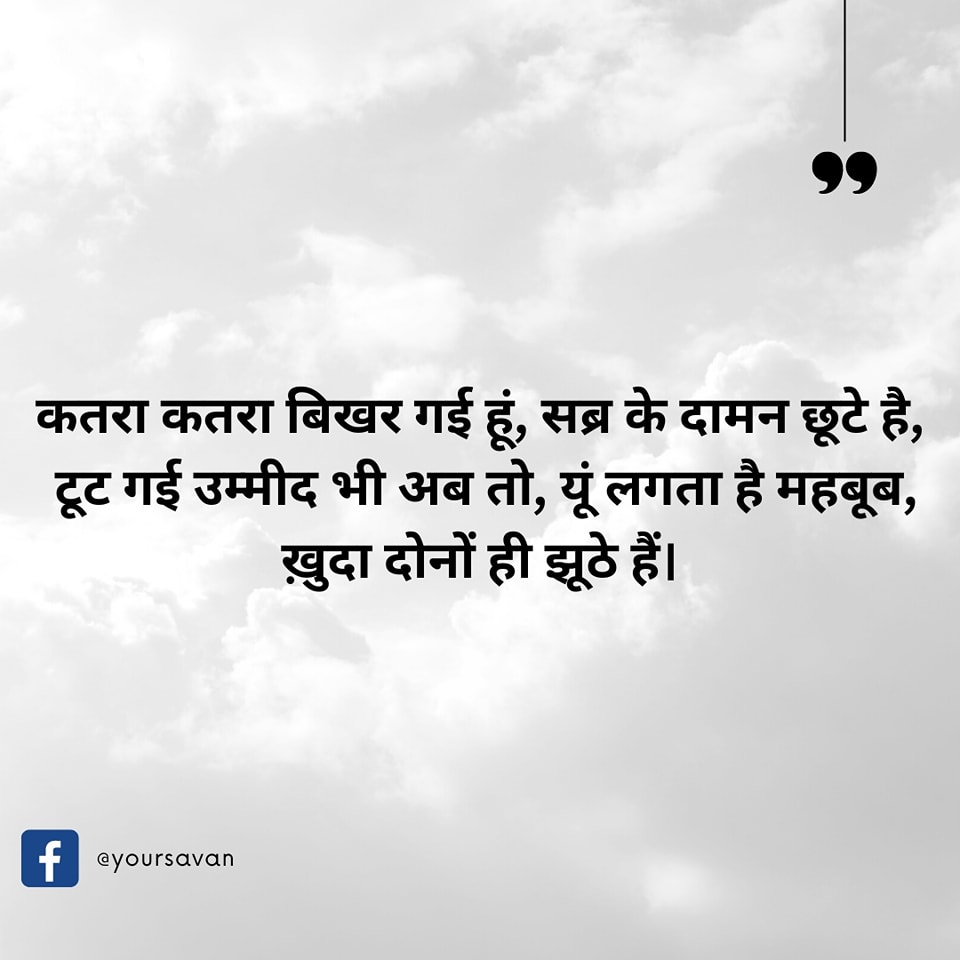 कतरा कतरा बिखर गई हूं, सब्र के दामन छूटे है,
टूट गई उम्मीद भी अब तो, यूं लगता है महबूब,
ख़ुदा दोनों ही झूठे हैं।
@yoursavan